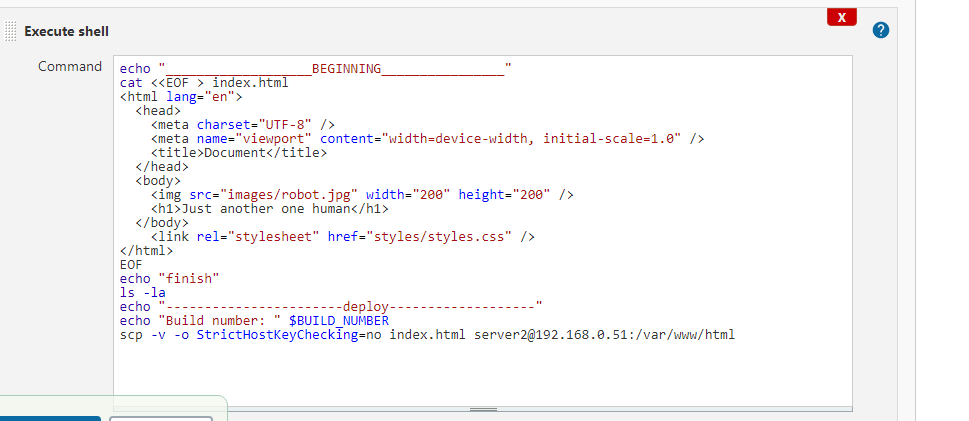 X
Execute shell
?
Command
echo "___________________BEGINNING________________"
cat <<EOF > index.html
<html lang="en">
  <head>
    <meta charset="UTF-8" />
    <meta name="viewport" content="width=device-width, initial-scale=1.0" />
    <title>Document</title>
  </head>
  <body>
    <img src="images/robot.jpg" width="200" height="200" />
    <h1>Just another one human</h1>
  </body>
    <link rel="stylesheet" href="styles/styles.css" />
</html>
EOF
echo "finish"
ls -la
echo "-----------------------deploy-------------------"
echo "Build number: " $BUILD_NUMBER
scp -v -o StrictHostKeyChecking=no index.html server2@192.168.0.51:/var/www/html